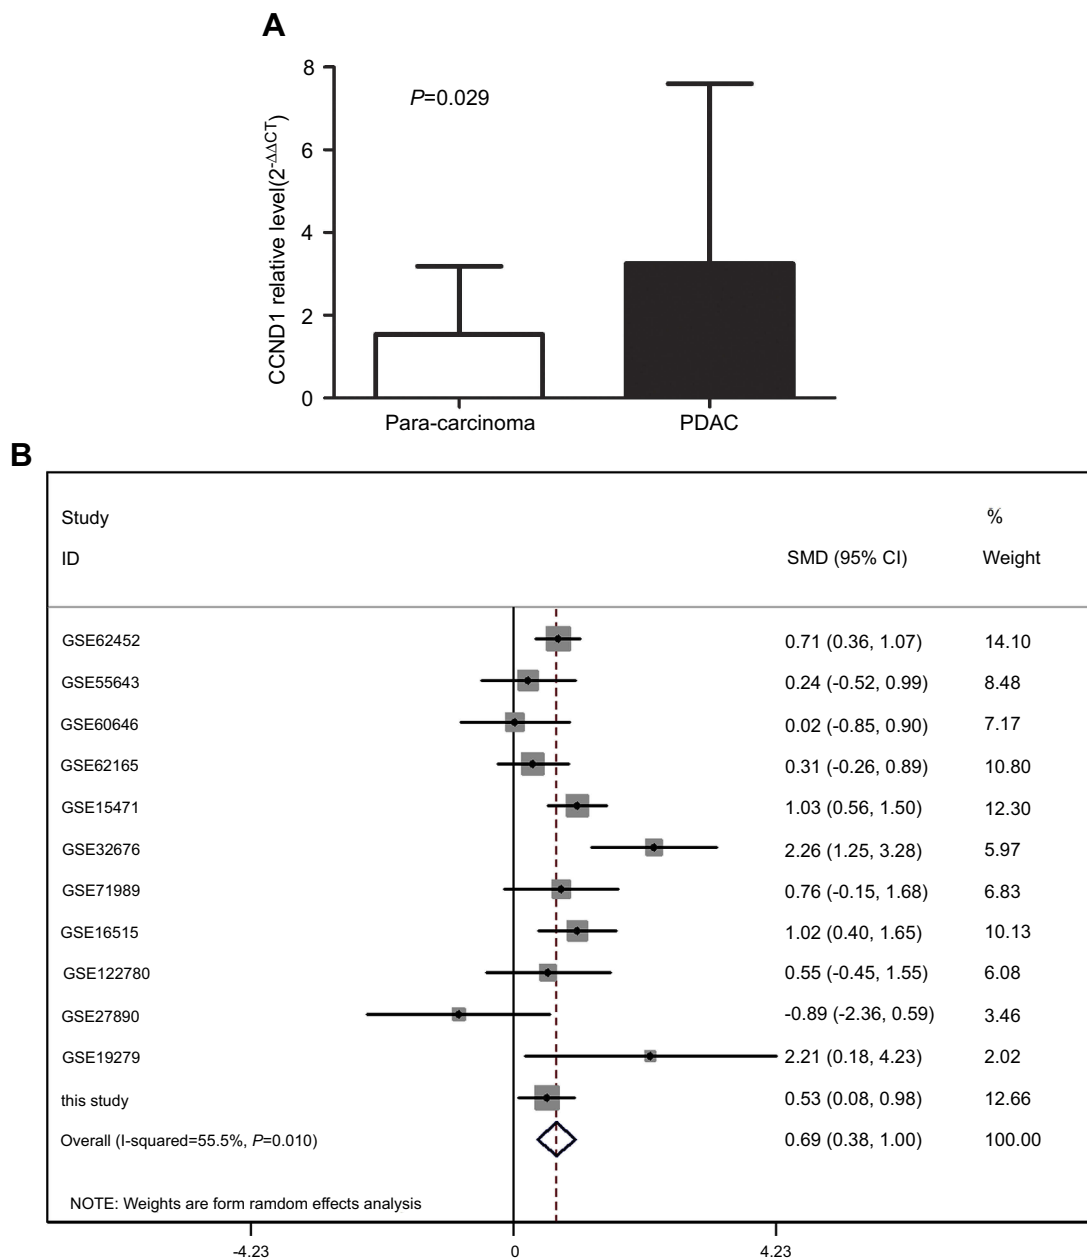 A
8
6
4
2
0
CCND1 relative level(2-ΔΔCT)
P=0.029
Para-carcinoma PDAC
B
Study %
ID SMD (95% CI) Weight
GSE62452 0.71 (0.36, 1.07) 14.10
GSE55643 0.24 (-0.52, 0.99) 8.48
GSE60646 0.02 (-0.85, 0.90) 7.17
GSE62165 0.31 (-0.26, 0.89) 10.80
GSE15471 1.03 (0.56, 1.50) 12.30
GSE32676 2.26 (1.25, 3.28) 5.97
GSE71989 0.76 (-0.15, 1.68) 6.83
GSE16515 1.02 (0.40, 1.65) 10.13
GSE122780 0.55 (-0.45, 1.55) 6.08
GSE27890 -0.89 (-2.36, 0.59) 3.46
GSE19279 2.21 (0.18, 4.23) 2.02
this study 0.53 (0.08, 0.98) 12.66
Overall (I-squared=55.5%, P=0.010) 0.69 (0.38, 1.00) 100.00
NOTE: Weights are form ramdom effects analysis
-4.23 0 4.23